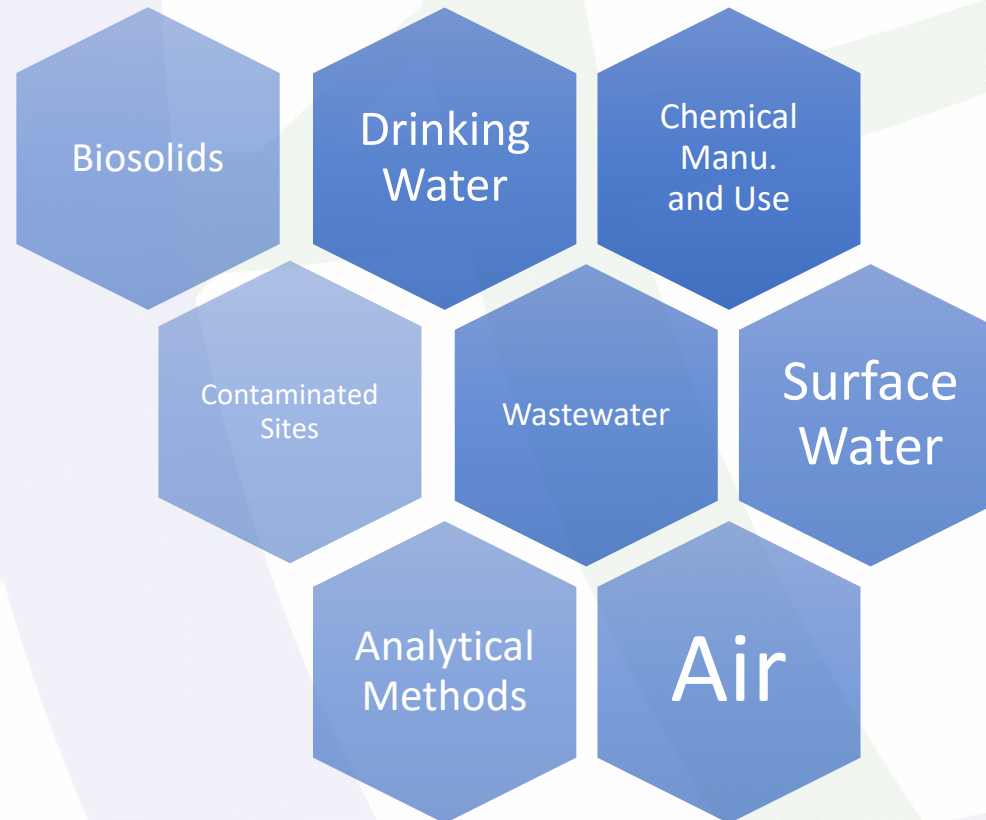 Biosolids
Drinking
Water
Chemical
Manu.
and Use
Contaminated
Sites
Wastewater
Surface
Water
Analytical
Methods
Air